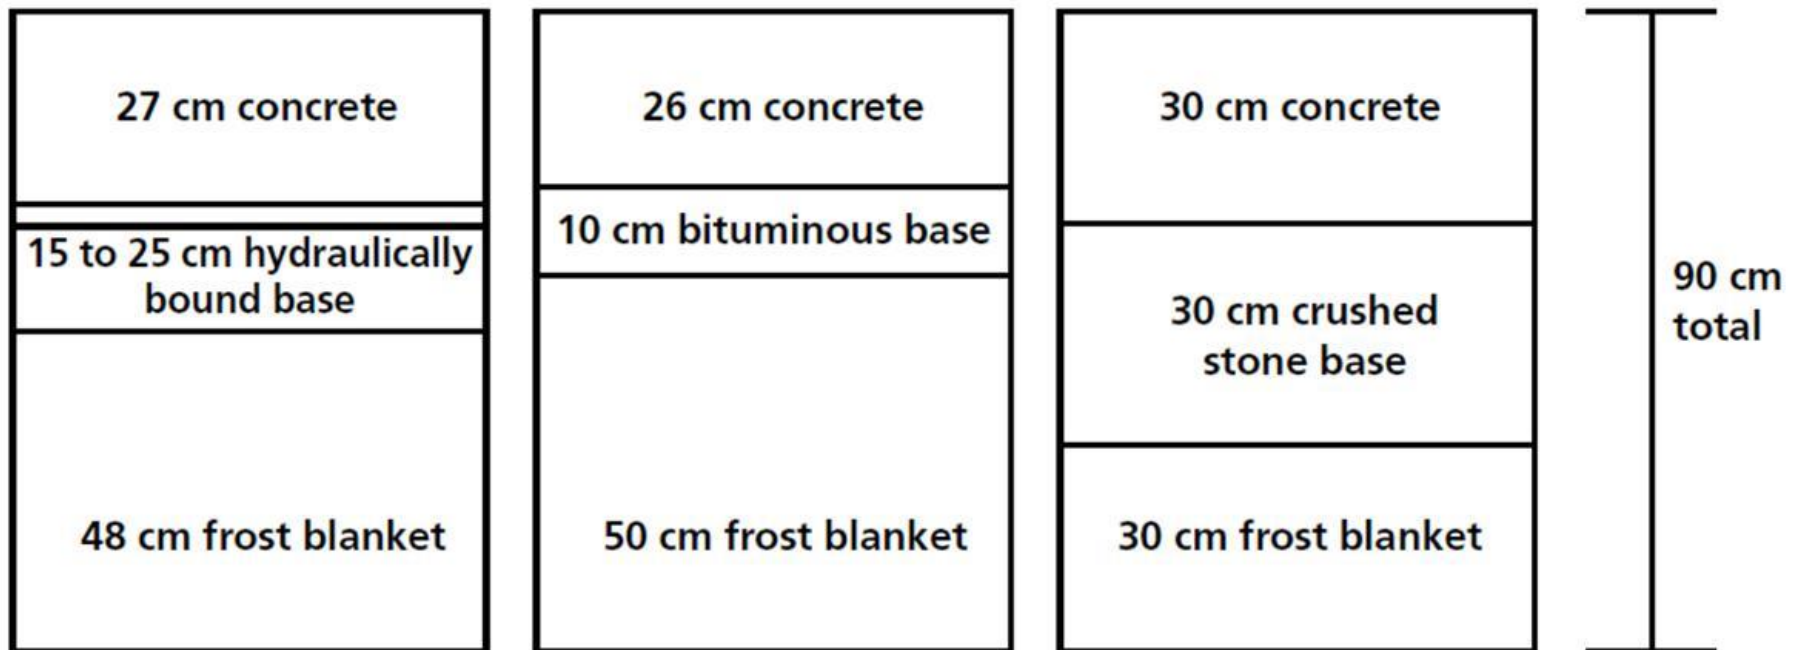 27 cm concrete
15 to 25 cm hydraulically
bound base
48 cm frost blanket
26 cm concrete
10 cm bituminous base
50 cm frost blanket
30 cm concrete
30 cm crushed
stone base
30 cm frost blanket
90 cm
total